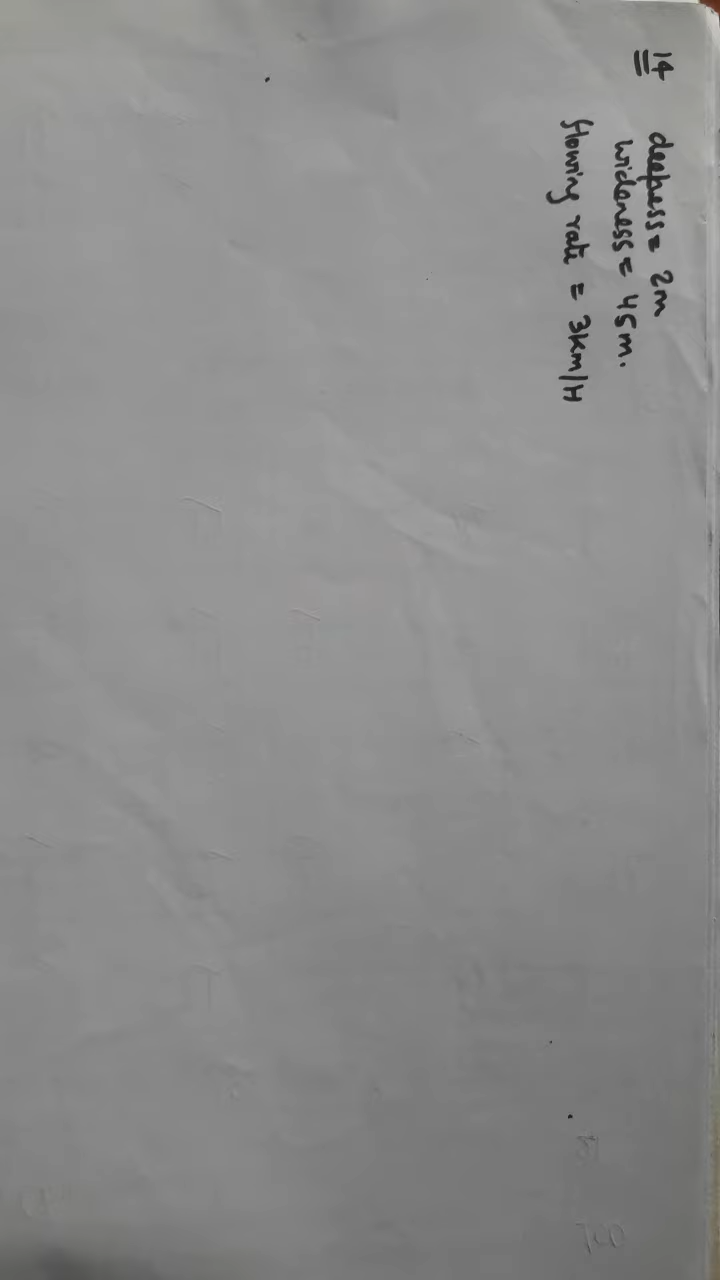 14 deepness = 2m
wideness = 45m.
flowing rate = 3km/H